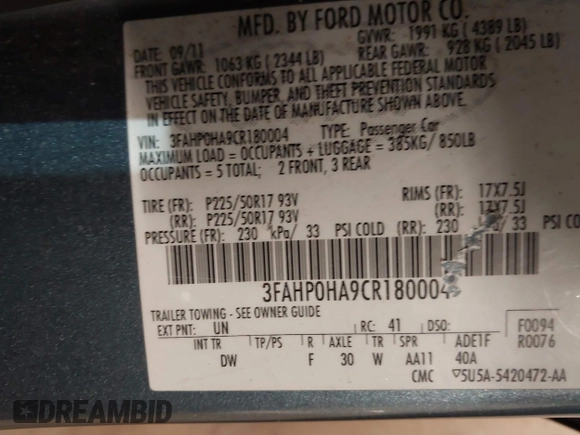 MFD. BY FORD MOTOR CO.
DATE: 09/11 GVWR: 1991 KG ( 4389 LB)
FRONT GAWR: 1063 KG ( 2344 LB) REAR GAWR: 928 KG ( 2045 LB)
THIS VEHICLE CONFORMS TO ALL APPLICABLE FEDERAL MOTOR
VEHICLE SAFETY, BUMPER, AND THEFT PREVENTION STANDARDS
IN EFFECT ON THE DATE OF MANUFACTURE SHOWN ABOVE.
VIN: 3FAHP0HA9CR180004 TYPE: Passenger Car
MAXIMUM LOAD = OCCUPANTS + LUGGAGE = 385KG/ 850LB
OCCUPANTS = 5 TOTAL; 2 FRONT, 3 REAR
TIRE (FR): P225/50R17 93V RIMS (FR): 17X7.5J
(RR): P225/50R17 93V (RR): 17X7.5J
PRESSURE (FR): 230 kPa/ 33 PSI COLD (RR): 230 kPa/ 33 PSI CO
3FAHP0HA9CR180004
TRAILER TOWING - SEE OWNER GUIDE
EXT PNT: UN RC: 41 DSO: F0094
INT TR TP/PS R AXLE TR SPR ADE1F R0076
DW F 30 W AA11 40A
CMC ▽5U5A-5420472-AA
DREAMBID